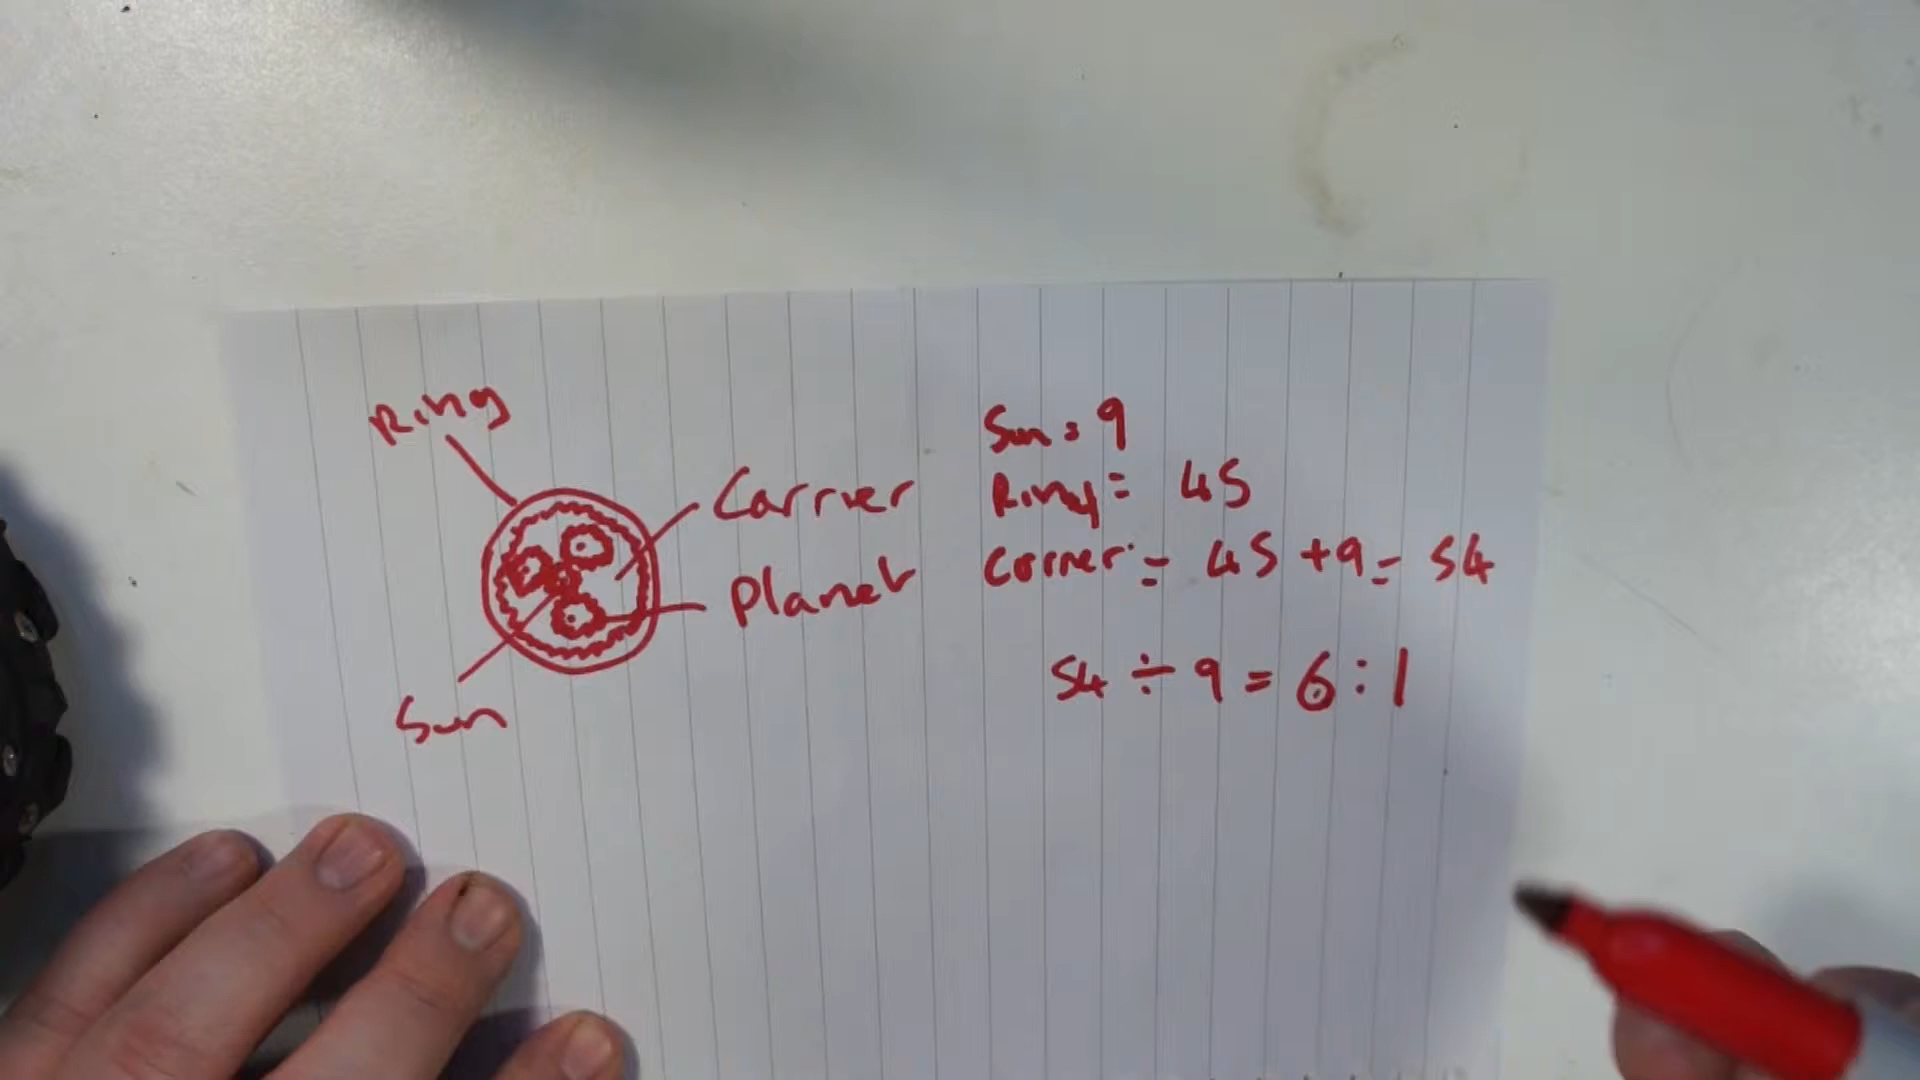 Ring
Carrier
Planet
Sun
Sun = 9
Ring = 45
Carrier = 45 + 9 = 54
54 ÷ 9 = 6:1